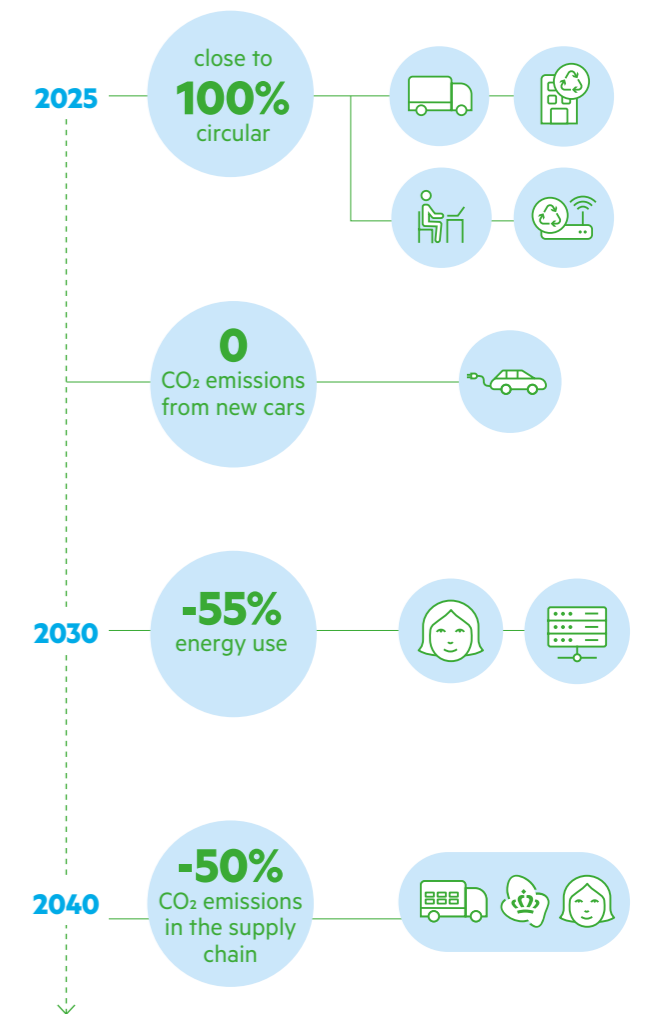 close to
2025
100%
circular
0
CO₂ emissions
from new cars
-55%
2030
energy use
-50%
2040
CO₂ emissions
in the supply
chain